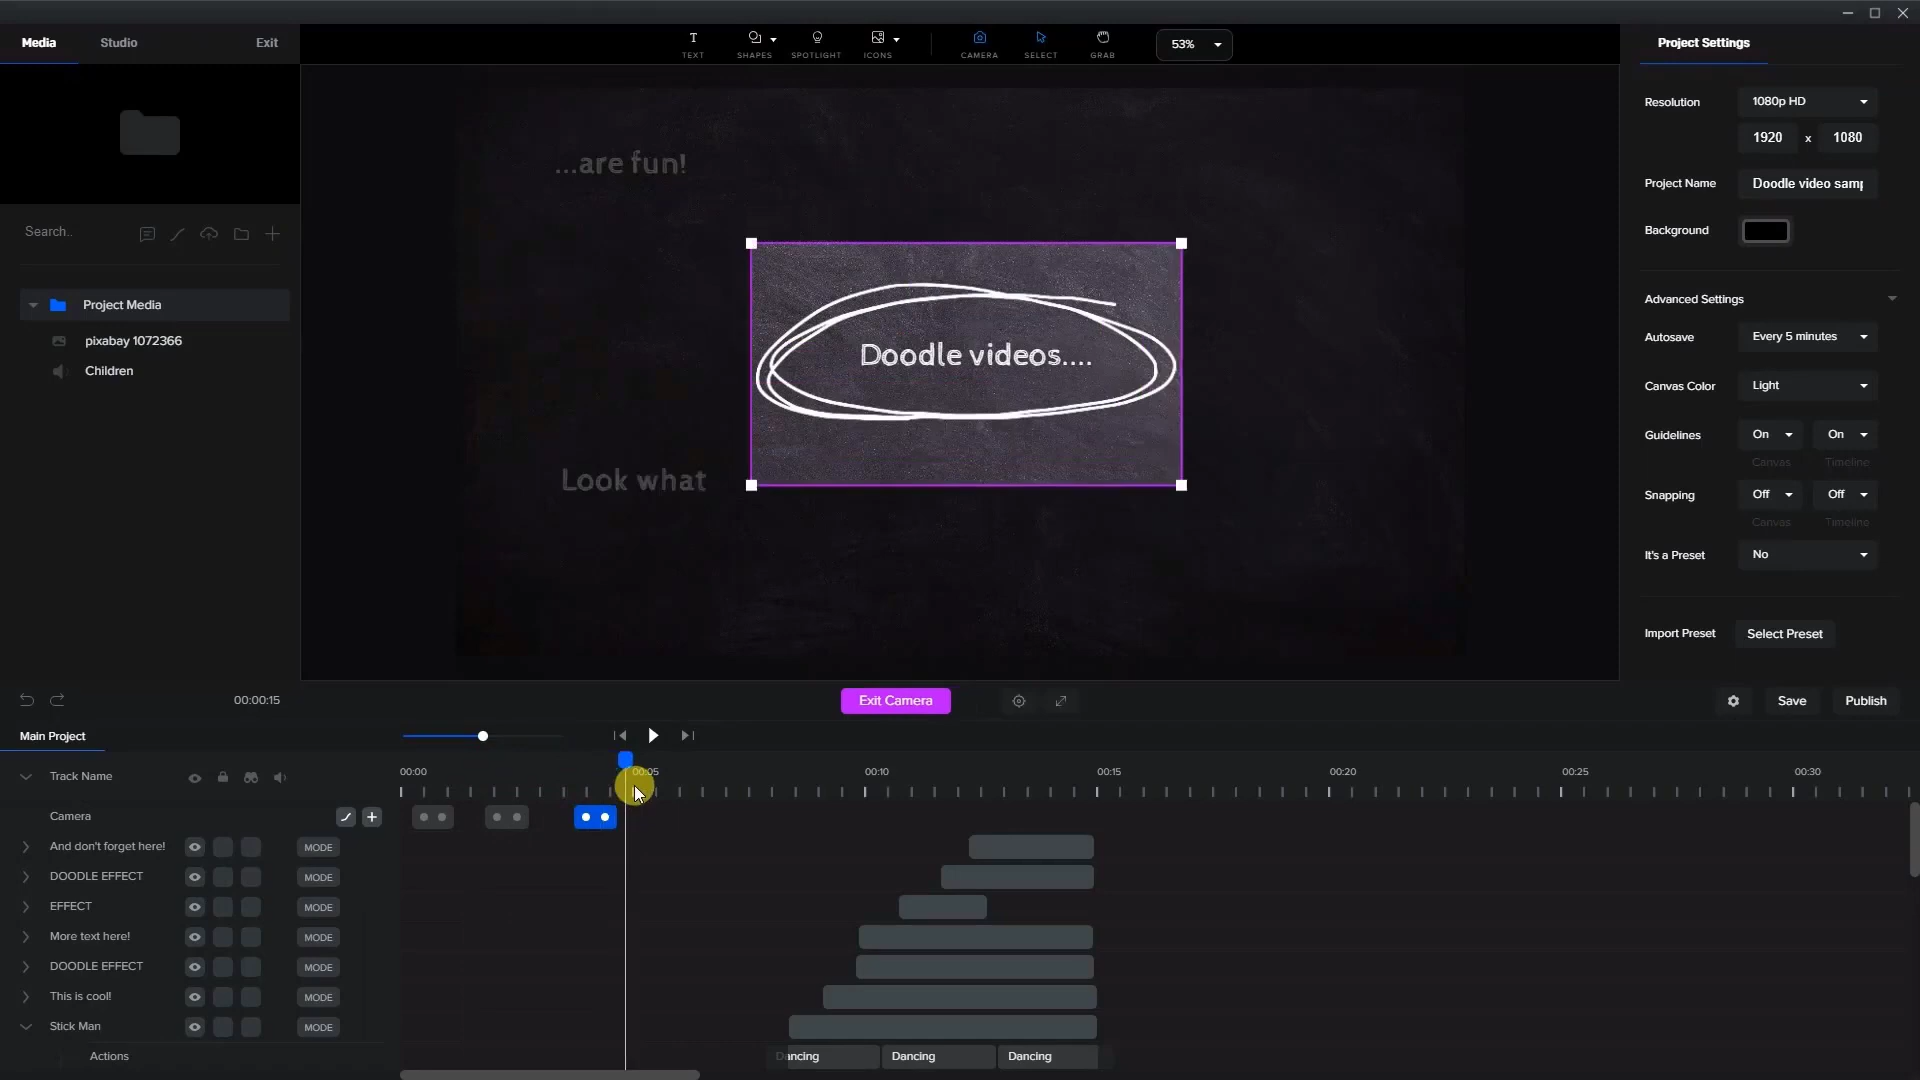 Media
Studio
Exit
TEXT
SHAPES
SPOTLIGHT
ICONS
CAMERA
SELECT
GRAB
53%
Project Settings
Search..
Project Media
pixabay 1072366
Children
...are fun!
Doodle videos....
Look what
Resolution
1080p HD
1920 x 1080
Project Name
Doodle video samp
Background
Advanced Settings
Autosave
Every 5 minutes
Canvas Color
Light
Guidelines
On
On
Canvas
Timeline
Snapping
Off
Off
Canvas
Timeline
It's a Preset
No
Import Preset
Select Preset
00:00:15
Exit Camera
Save
Publish
Main Project
Track Name
00:00
00:05
00:10
00:15
00:20
00:25
00:30
Camera
And don't forget here!
MODE
DOODLE EFFECT
MODE
EFFECT
MODE
More text here!
MODE
DOODLE EFFECT
MODE
This is cool!
MODE
Stick Man
MODE
Actions
Dancing
Dancing
Dancing